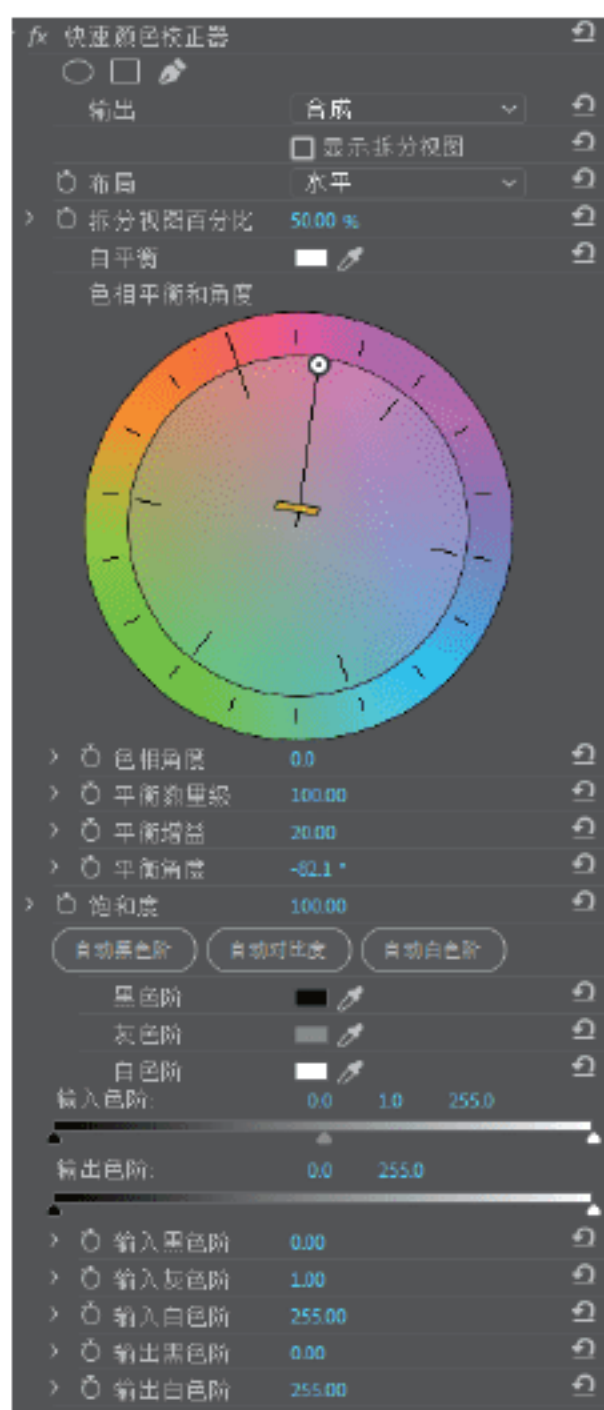 fx 快速颜色校正器
输出 合成
显示拆分视图
布局 水平
拆分视图百分比 50.00 %
白平衡
色相平衡和角度
色相角度 0.0
平衡数量级 100.00
平衡增益 20.00
平衡角度 -82.1 °
饱和度 100.00
自动黑色阶 自动对比度 自动白色阶
黑色阶
灰色阶
白色阶
输入色阶: 0.0 1.0 255.0
输出色阶: 0.0 255.0
输入黑色阶 0.00
输入灰色阶 1.00
输入白色阶 255.00
输出黑色阶 0.00
输出白色阶 255.00